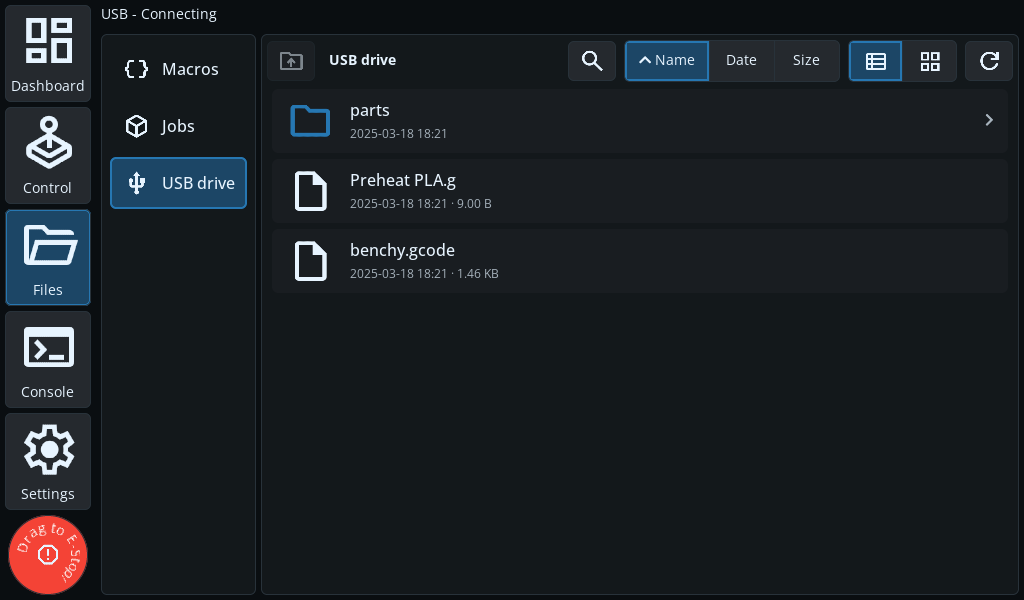 USB - Connecting
Dashboard
Control
Files
Console
Settings
Drag to E-Stop!
Macros
Jobs
USB drive
USB drive
Name
Date
Size
parts
2025-03-18 18:21
Preheat PLA.g
2025-03-18 18:21 · 9.00 B
benchy.gcode
2025-03-18 18:21 · 1.46 KB